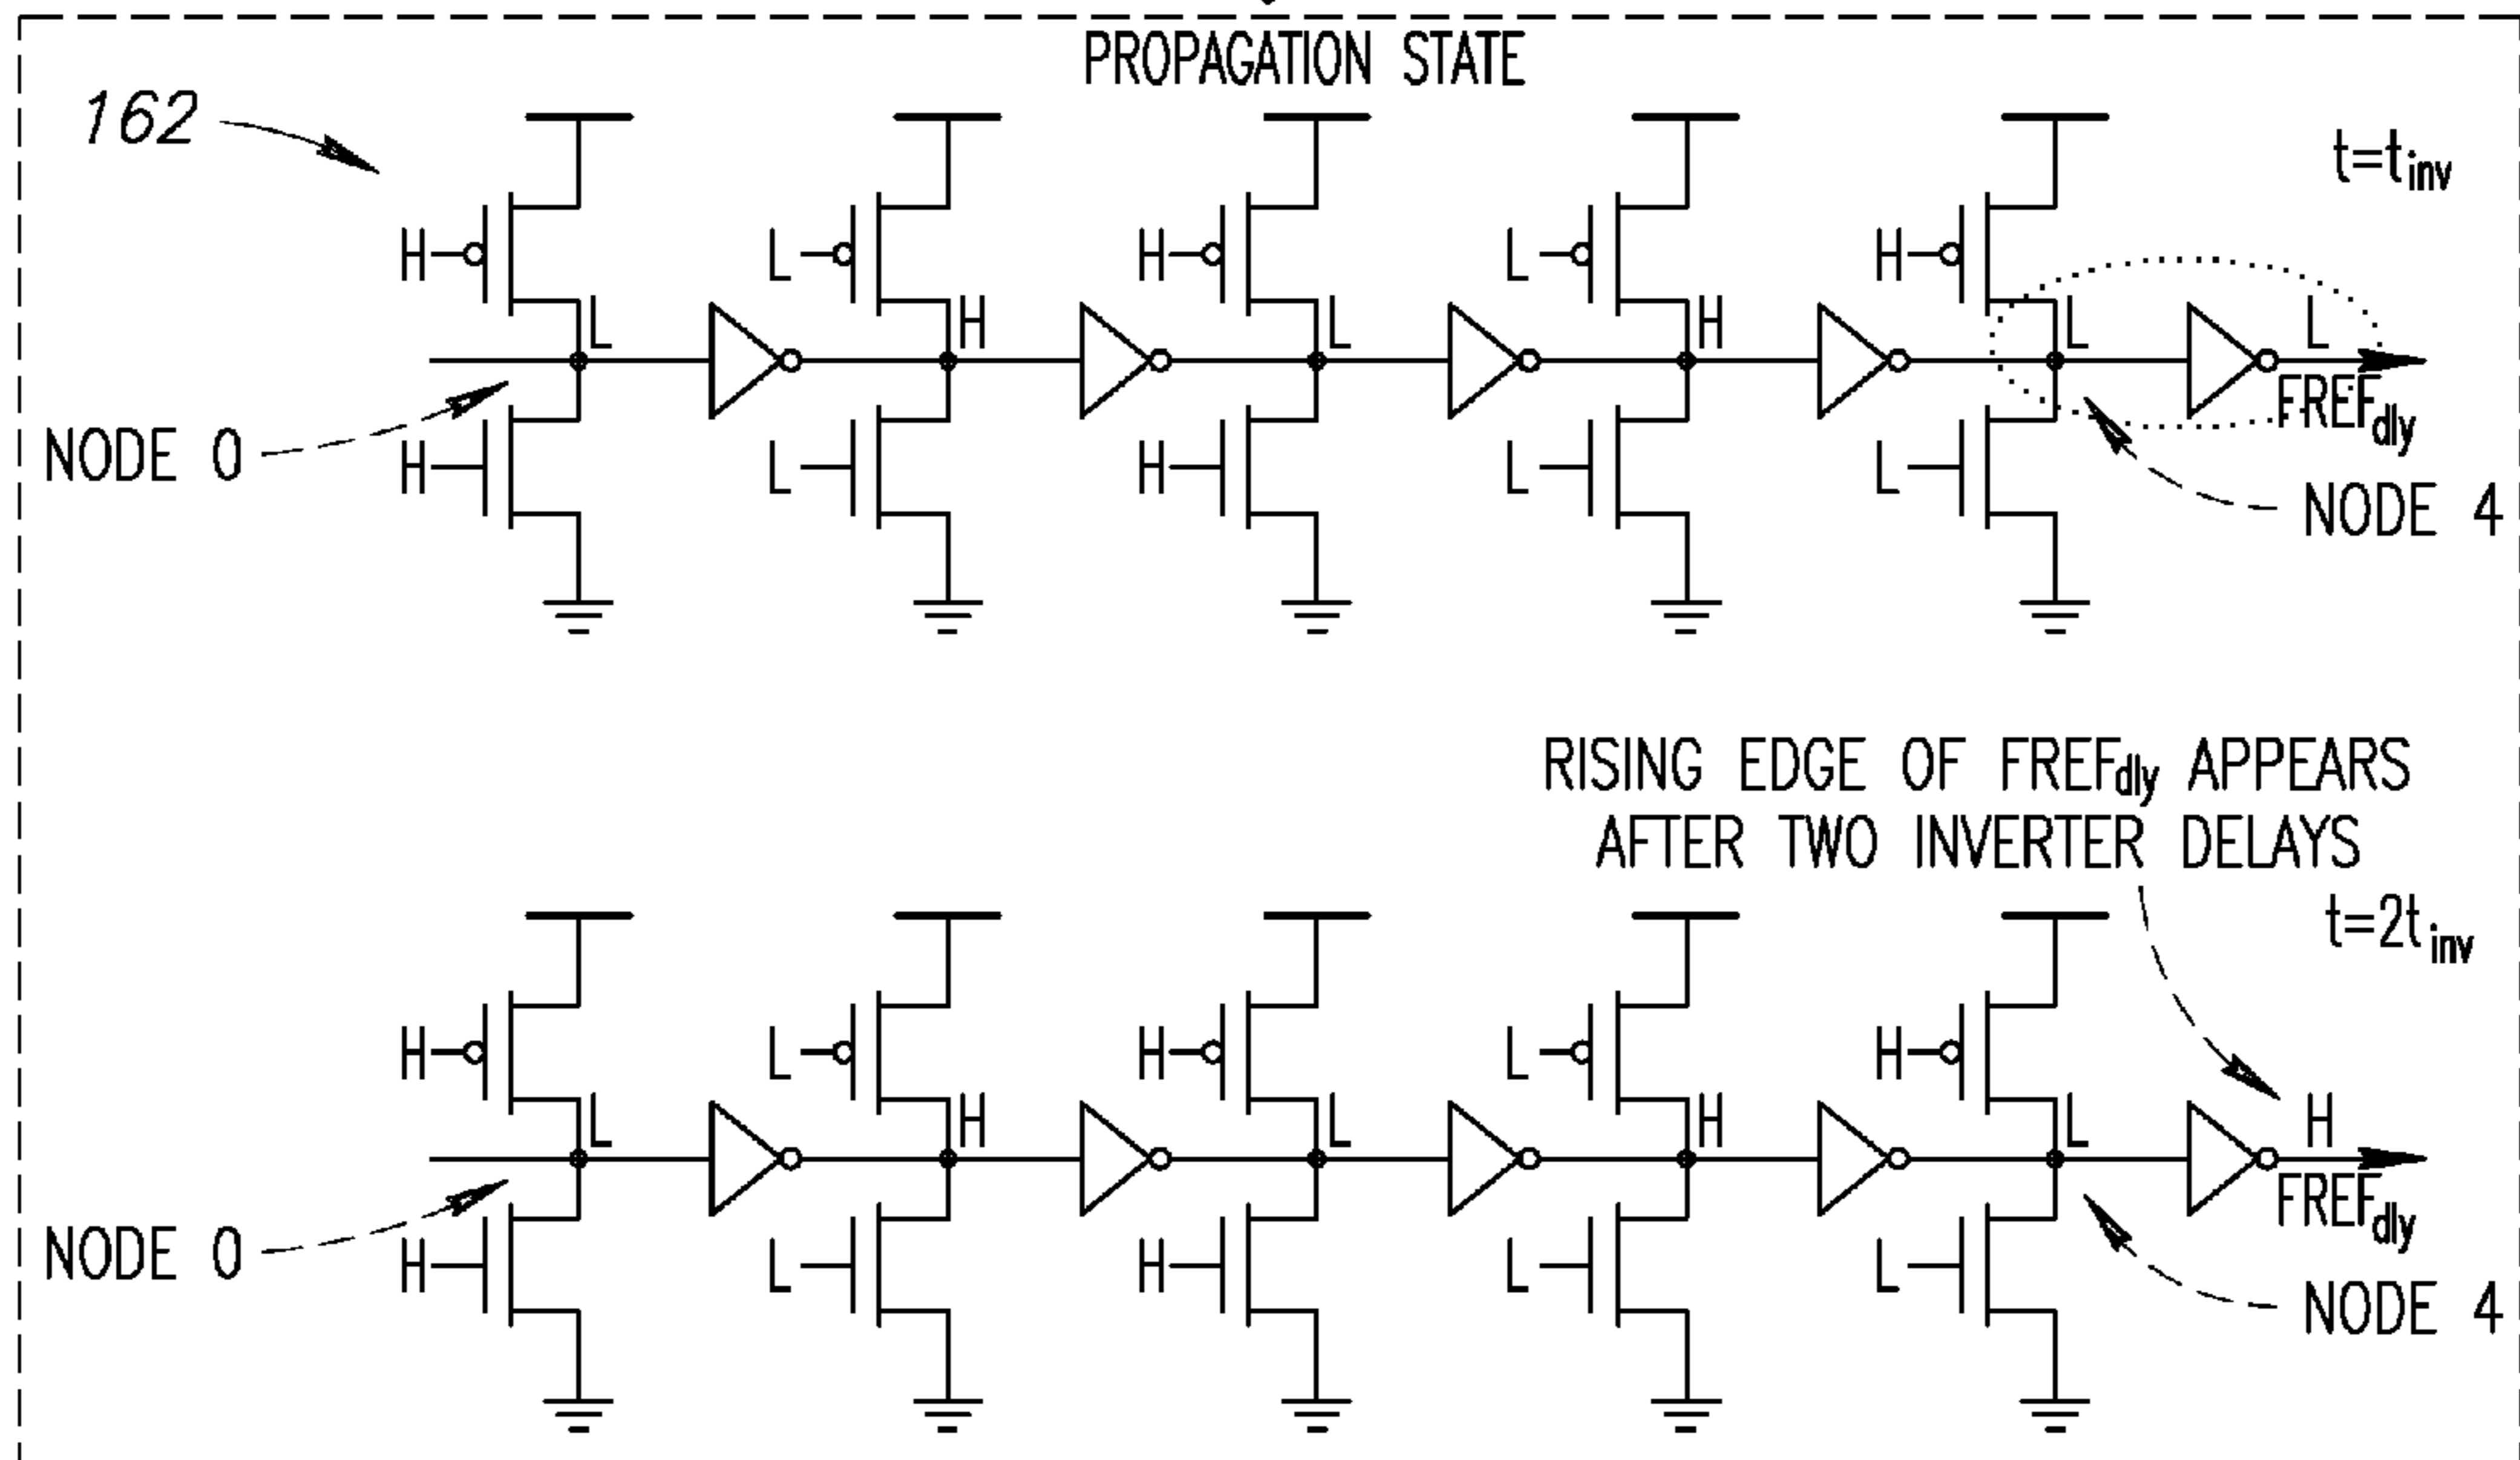 PROPAGATION STATE
162
t=tinv
H L H L H
L H L H L L
FREFdly
NODE 0
H L H L L
NODE 4
RISING EDGE OF FREFdly APPEARS
AFTER TWO INVERTER DELAYS
t=2tinv
H L H L H
L H L H L H
FREFdly
NODE 0
H L H L L
NODE 4